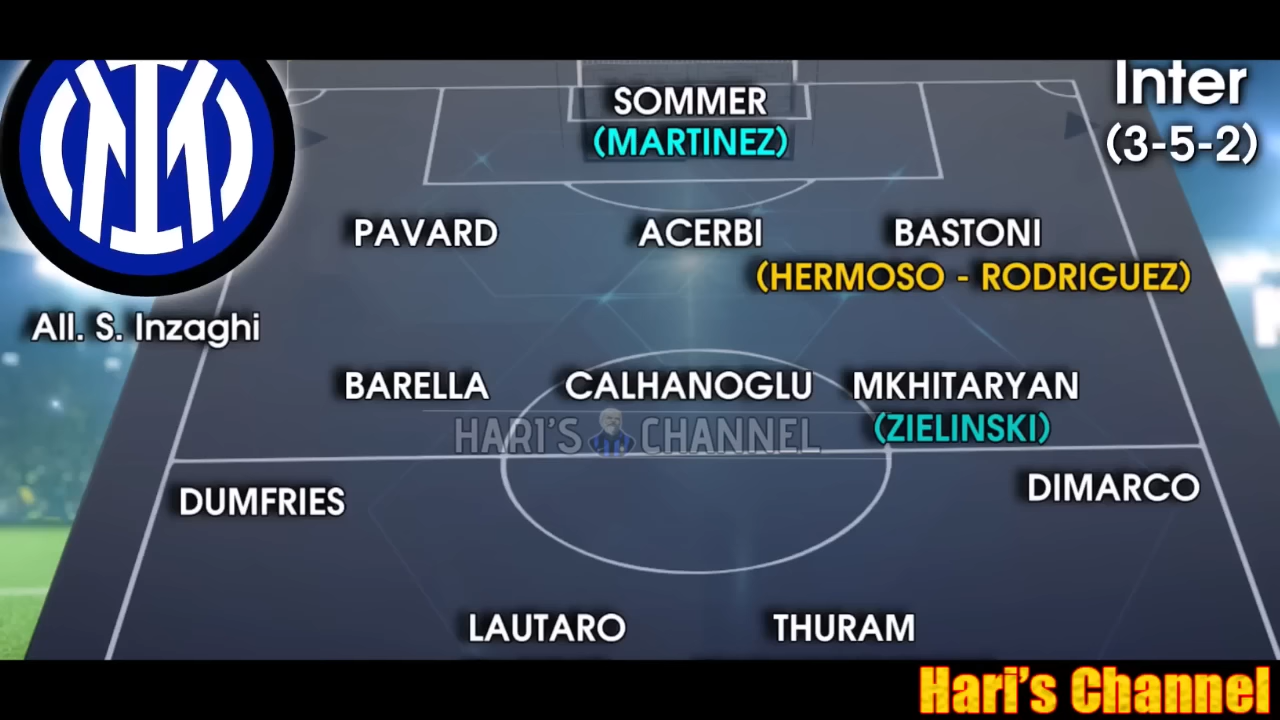 Inter
(3-5-2)
SOMMER
(MARTINEZ)
PAVARD ACERBI BASTONI
(HERMOSO - RODRIGUEZ)
All. S. Inzaghi
BARELLA CALHANOGLU MKHITARYAN
(ZIELINSKI)
HARI'S CHANNEL
DUMFRIES DIMARCO
LAUTARO THURAM
Hari's Channel